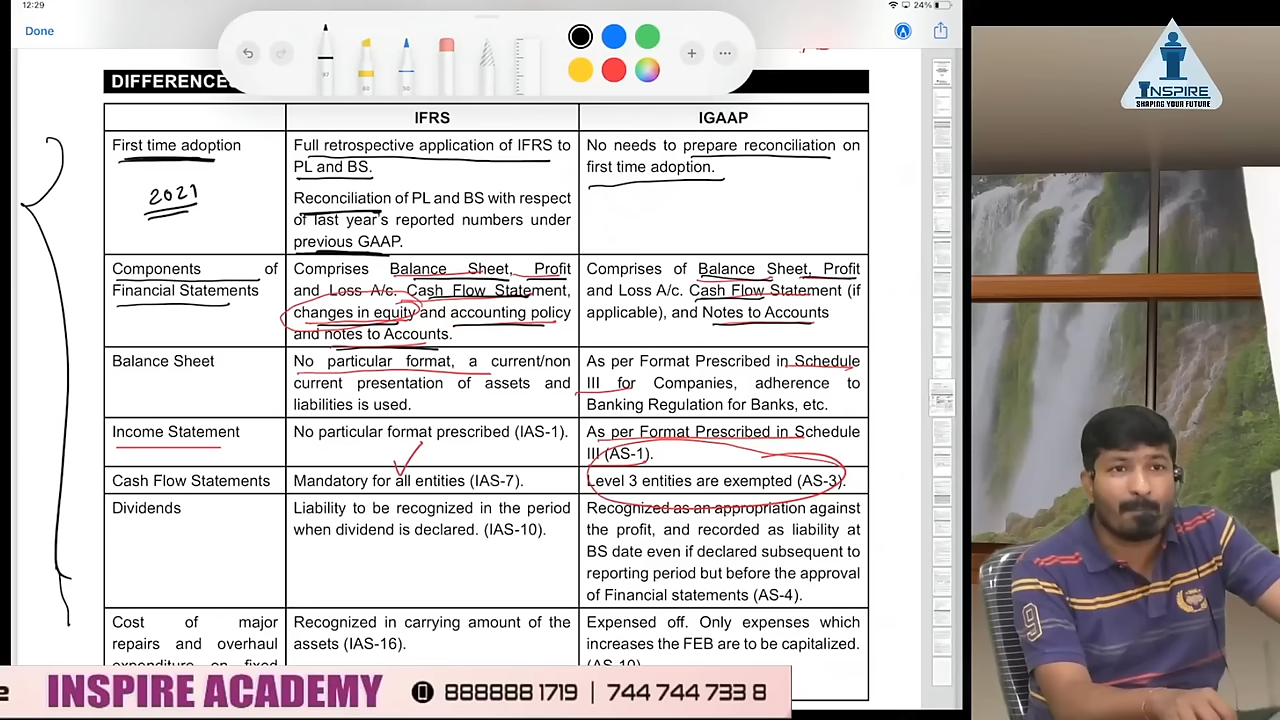 12:29
24%
Done
97
80
DIFFERENCE
IFRS
IGAAP
First time adoption
2021
Full retrospective application of IFRS to
PL and BS.
Reconciliation of PL and BS with respect
of last year's reported numbers under
previous GAAP.
No needs to prepare reconciliation on
first time adoption.
Components of
Financial Statements
Comprises Balance Sheet, Profit
and Loss A/c. Cash Flow Statement,
changes in equity and accounting policy
and notes to Accounts.
Comprises of Balance Sheet, Profit
and Loss A/c. Cash Flow Statement (if
applicable), and Notes to Accounts
Balance Sheet
No particular format, a current/non
current presentation of assets and
liabilities is used.
As per Format Prescribed in Schedule
III for Companies, adherence to
Banking Regulation for Banks, etc.
Income Statement
No particular format prescribed (IAS-1).
As per Format Prescribed in Schedule
III (AS-1).
Cash Flow Statements
Mandatory for all entities (IAS-7).
Level 3 entities are exempted (AS-3).
Dividends
Liability to be recognized in the period
when dividend is declared. (IAS-10).
Recognized as an appropriation against
the profit, and recorded as liability at
BS date even if declared subsequent to
reporting period but before the approval
of Financial statements (AS-4).
Cost of major
repairs and overhaul
expenditure on fixed
Recognized in carrying amount of the
assets (IAS-16).
Expensed off. Only expenses which
increases the FEB are to be capitalized.
(AS-10)
INSPIRE
SHAPING YOUR FUTURE
9
INSPIRE ACADEMY 888888 1719 | 744 744 733 8